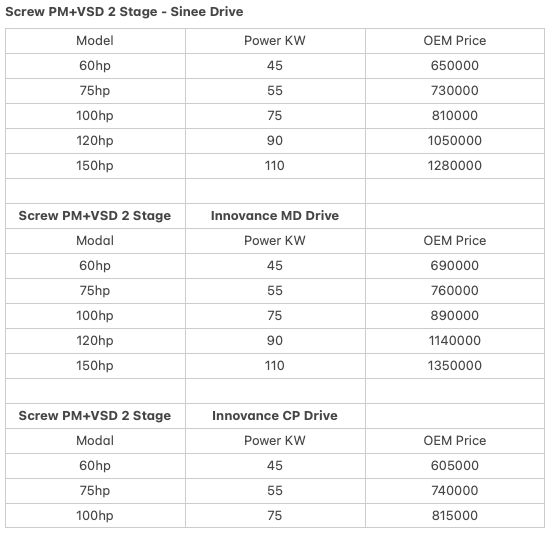 Screw PM+VSD 2 Stage - Sinee Drive
Model Power KW OEM Price
60hp 45 650000
75hp 55 730000
100hp 75 810000
120hp 90 1050000
150hp 110 1280000
Screw PM+VSD 2 Stage Innovance MD Drive
Modal Power KW OEM Price
60hp 45 690000
75hp 55 760000
100hp 75 890000
120hp 90 1140000
150hp 110 1350000
Screw PM+VSD 2 Stage Innovance CP Drive
Modal Power KW OEM Price
60hp 45 605000
75hp 55 740000
100hp 75 815000